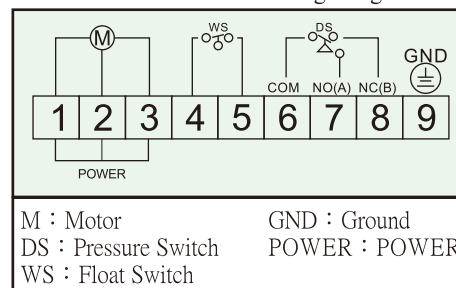 M WS DS GND
COM NO(A) NC(B)
1 2 3 4 5 6 7 8 9
POWER
M：Motor GND：Ground
DS：Pressure Switch POWER：POWER
WS：Float Switch